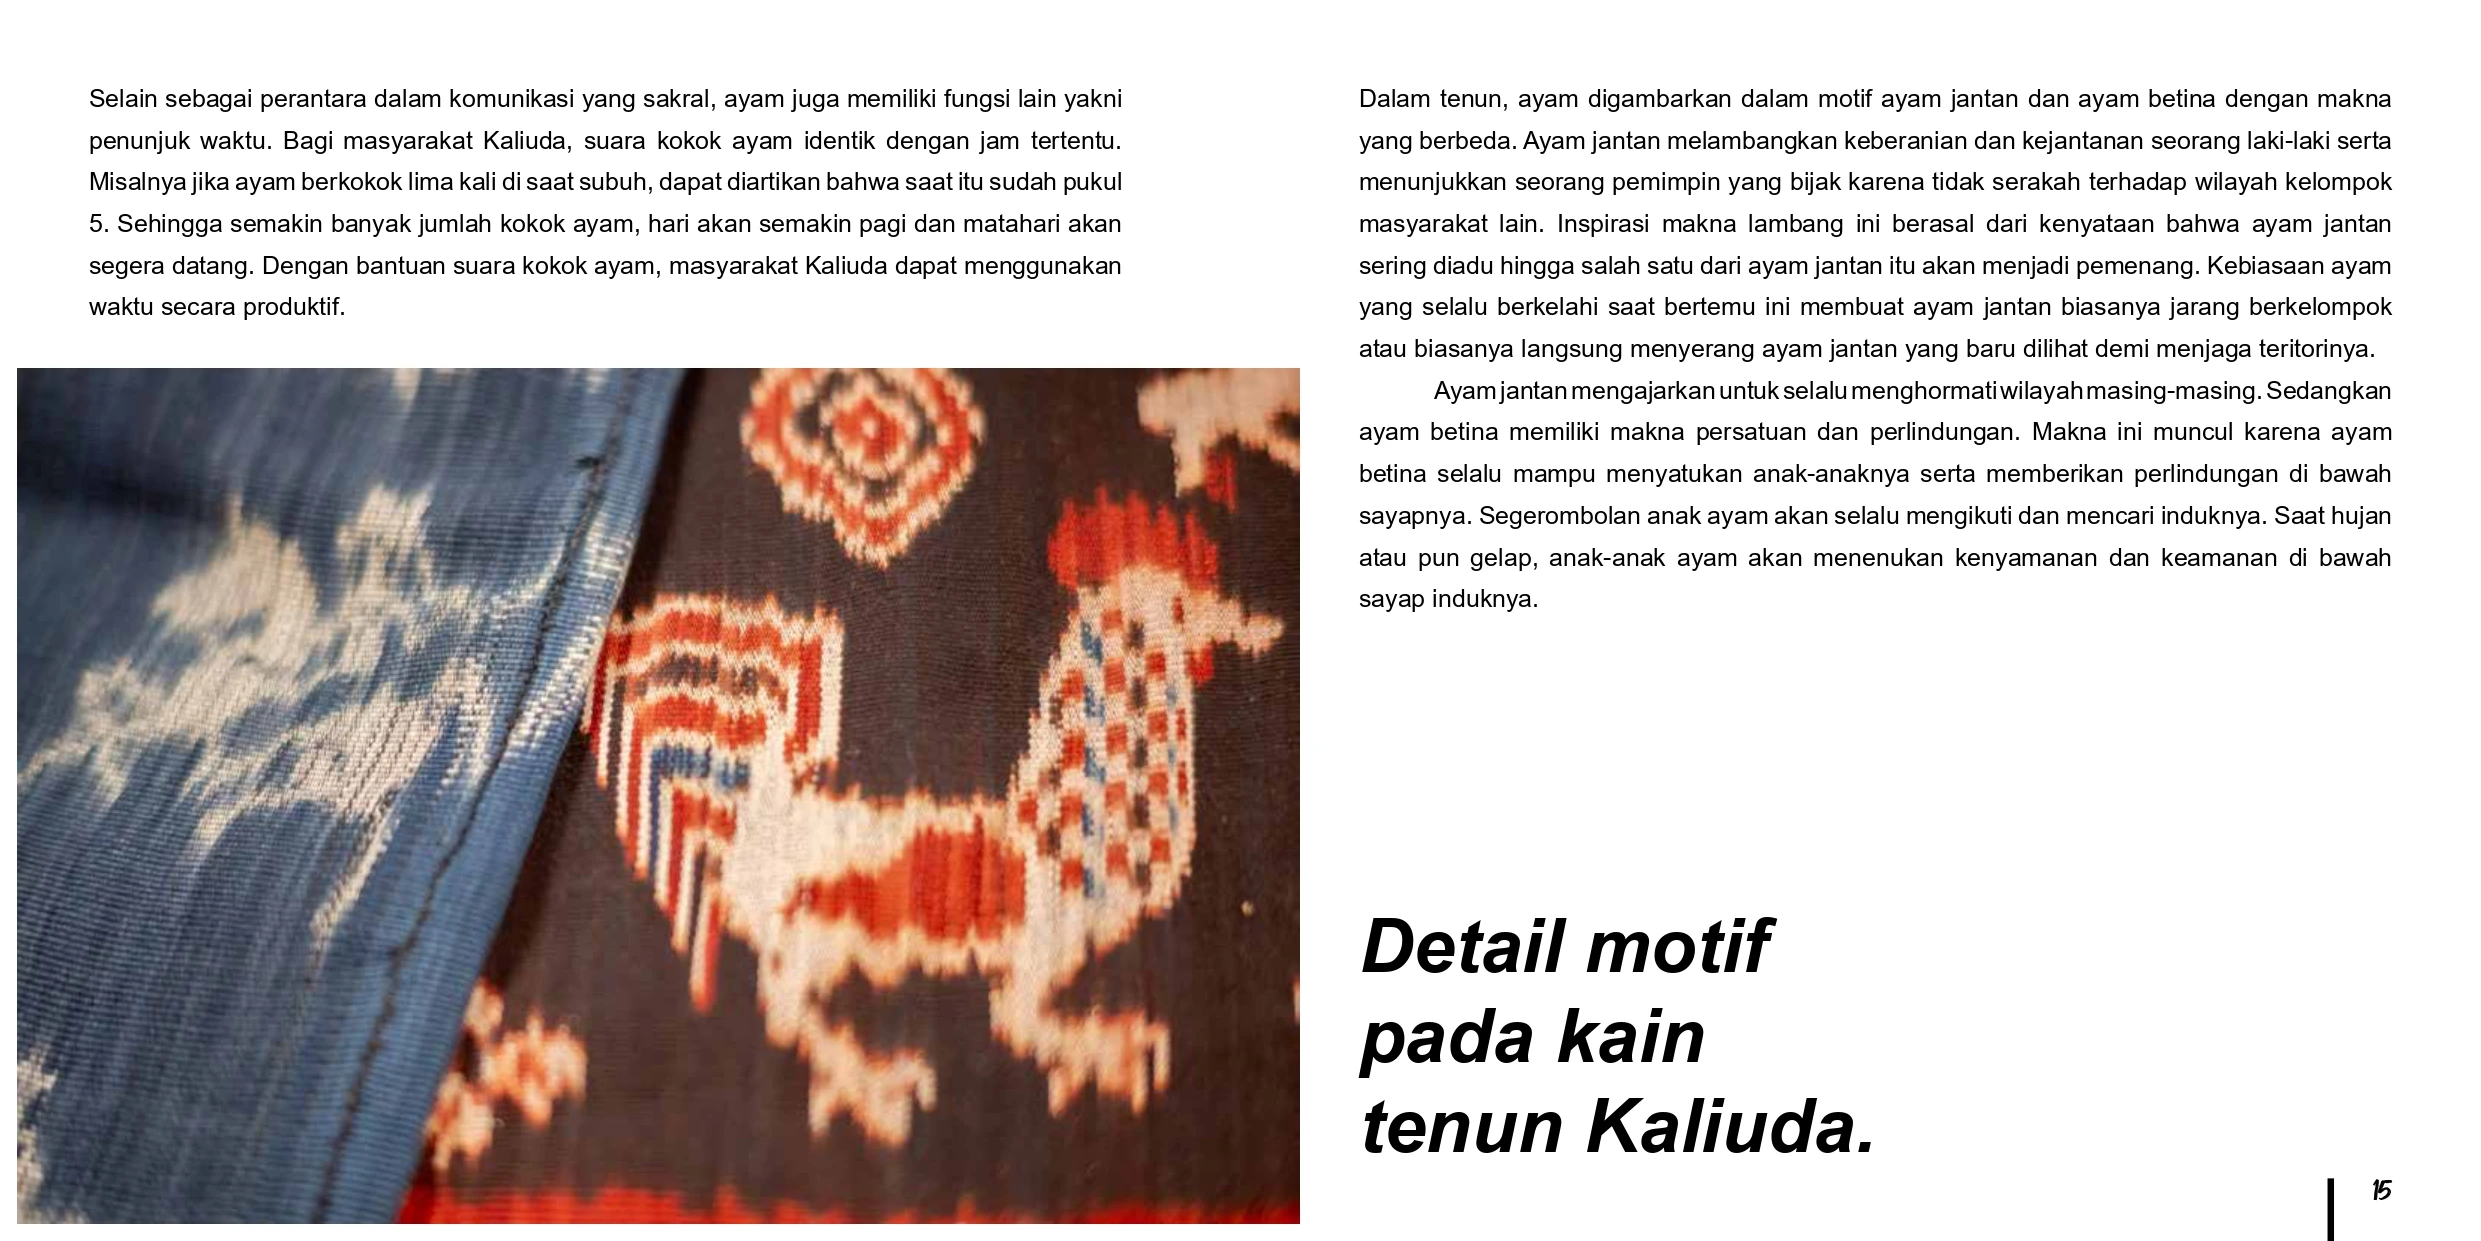 Selain sebagai perantara dalam komunikasi yang sakral, ayam juga memiliki fungsi lain yakni
penunjuk waktu. Bagi masyarakat Kaliuda, suara kokok ayam identik dengan jam tertentu.
Misalnya jika ayam berkokok lima kali di saat subuh, dapat diartikan bahwa saat itu sudah pukul
5. Sehingga semakin banyak jumlah kokok ayam, hari akan semakin pagi dan matahari akan
segera datang. Dengan bantuan suara kokok ayam, masyarakat Kaliuda dapat menggunakan
waktu secara produktif.
Dalam tenun, ayam digambarkan dalam motif ayam jantan dan ayam betina dengan makna
yang berbeda. Ayam jantan melambangkan keberanian dan kejantanan seorang laki-laki serta
menunjukkan seorang pemimpin yang bijak karena tidak serakah terhadap wilayah kelompok
masyarakat lain. Inspirasi makna lambang ini berasal dari kenyataan bahwa ayam jantan
sering diadu hingga salah satu dari ayam jantan itu akan menjadi pemenang. Kebiasaan ayam
yang selalu berkelahi saat bertemu ini membuat ayam jantan biasanya jarang berkelompok
atau biasanya langsung menyerang ayam jantan yang baru dilihat demi menjaga teritorinya.
Ayam jantan mengajarkan untuk selalu menghormati wilayah masing-masing. Sedangkan
ayam betina memiliki makna persatuan dan perlindungan. Makna ini muncul karena ayam
betina selalu mampu menyatukan anak-anaknya serta memberikan perlindungan di bawah
sayapnya. Segerombolan anak ayam akan selalu mengikuti dan mencari induknya. Saat hujan
atau pun gelap, anak-anak ayam akan menenukan kenyamanan dan keamanan di bawah
sayap induknya.
Detail motif
pada kain
tenun Kaliuda.
15